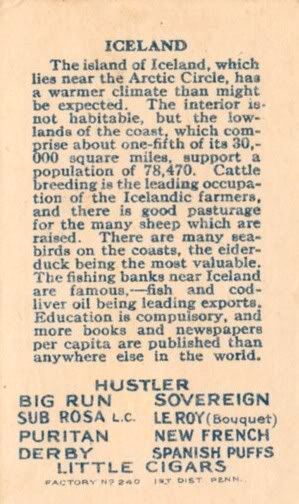 ICELAND
The island of Iceland, which
lies near the Arctic Circle, has
a warmer climate than might
be expected. The interior is
not habitable, but the low-
lands of the coast, which com-
prise about one-fifth of its 30,-
000 square miles, support a
population of 78,470. Cattle
breeding is the leading occupa-
tion of the Icelandic farmers,
and there is good pasturage
for the many sheep which are
raised. There are many sea-
birds on the coasts, the eider-
duck being the most valuable.
The fishing banks near Iceland
are famous,—fish and cod-
liver oil being leading exports.
Education is compulsory, and
more books and newspapers
per capita are published than
anywhere else in the world.
HUSTLER
BIG RUN SOVEREIGN
SUB ROSA L.C. LE ROY (Bouquet)
PURITAN NEW FRENCH
DERBY SPANISH PUFFS
LITTLE CIGARS
FACTORY Nº 240 1ST DIST. PENN.